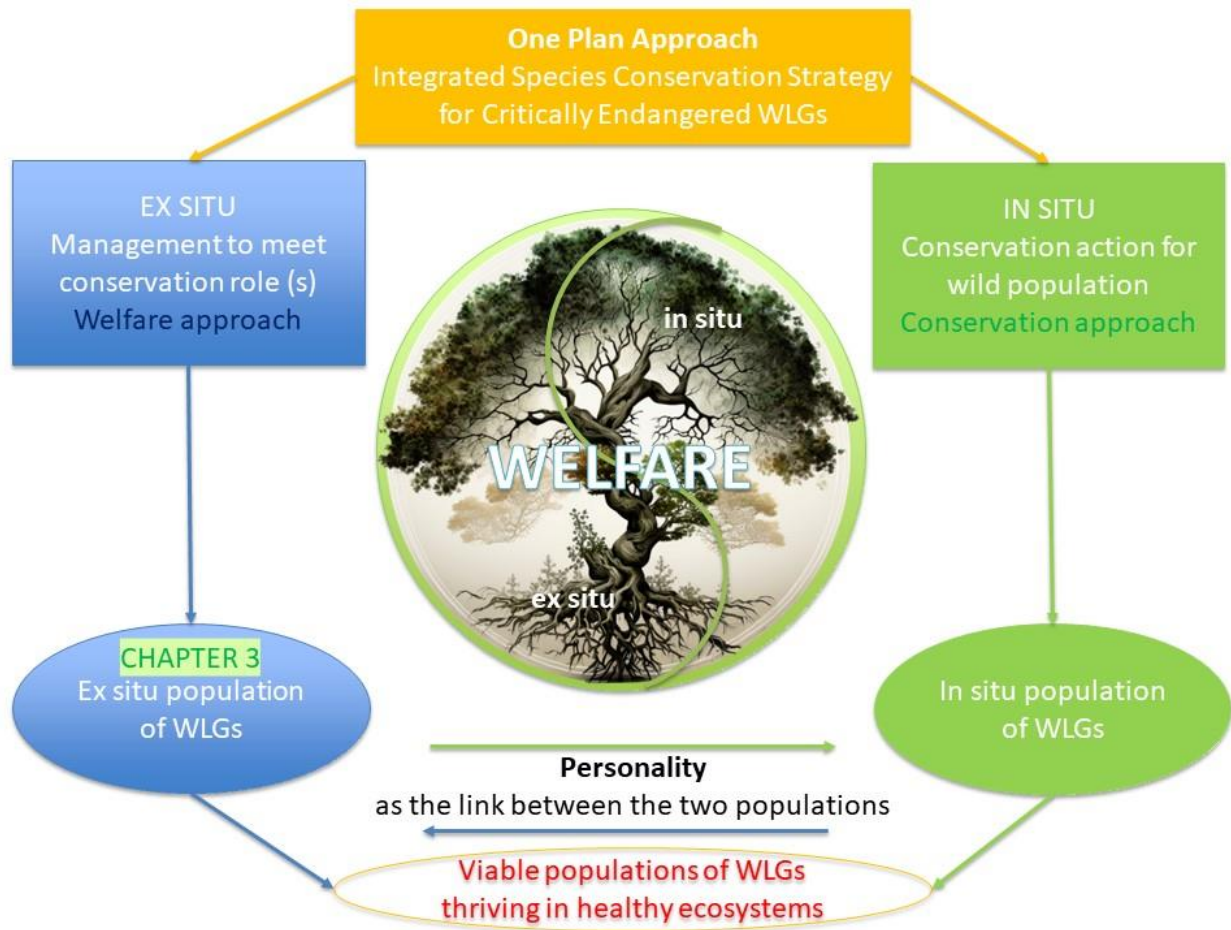 One Plan Approach
Integrated Species Conservation Strategy
for Critically Endangered WLGs
EX SITU
Management to meet
conservation role (s)
Welfare approach
IN SITU
Conservation action for
wild population
Conservation approach
in situ
WELFARE
ex situ
CHAPTER 3
Ex situ population
of WLGs
In situ population
of WLGs
Personality
as the link between the two populations
Viable populations of WLGs
thriving in healthy ecosystems